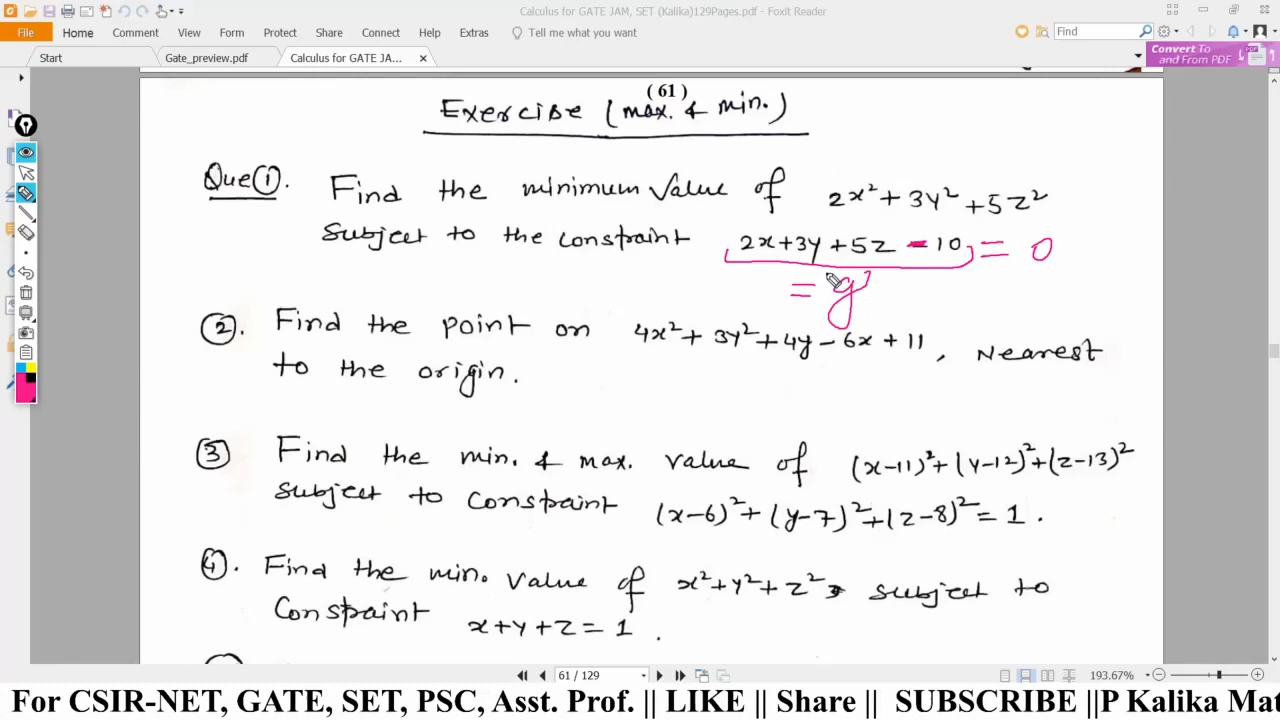 Calculus for GATE JAM, SET (Kalika)129Pages.pdf - Foxit Reader
File Home Comment View Form Protect Share Connect Help Extras Tell me what you want Find
Start Gate_preview.pdf Calculus for GATE JA... Convert To and From PDF
(61)
Exercise (max. & min.)
Que(1). Find the minimum value of 2x²+3y²+5z²
Subject to the constraint 2x+3y+5z-10 = 0
= g
(2). Find the point on 4x²+3y²+4y-6x+11, Nearest
to the origin.
(3) Find the min. & max. value of (x-11)²+(y-12)²+(z-13)²
Subject to constraint (x-6)²+(y-7)²+(z-8)²=1.
(4). Find the min. value of x²+y²+z², subject to
Constraint x+y+z=1.
61 / 129 193.67%
For CSIR-NET, GATE, SET, PSC, Asst. Prof. || LIKE || Share || SUBSCRIBE ||P Kalika Mat